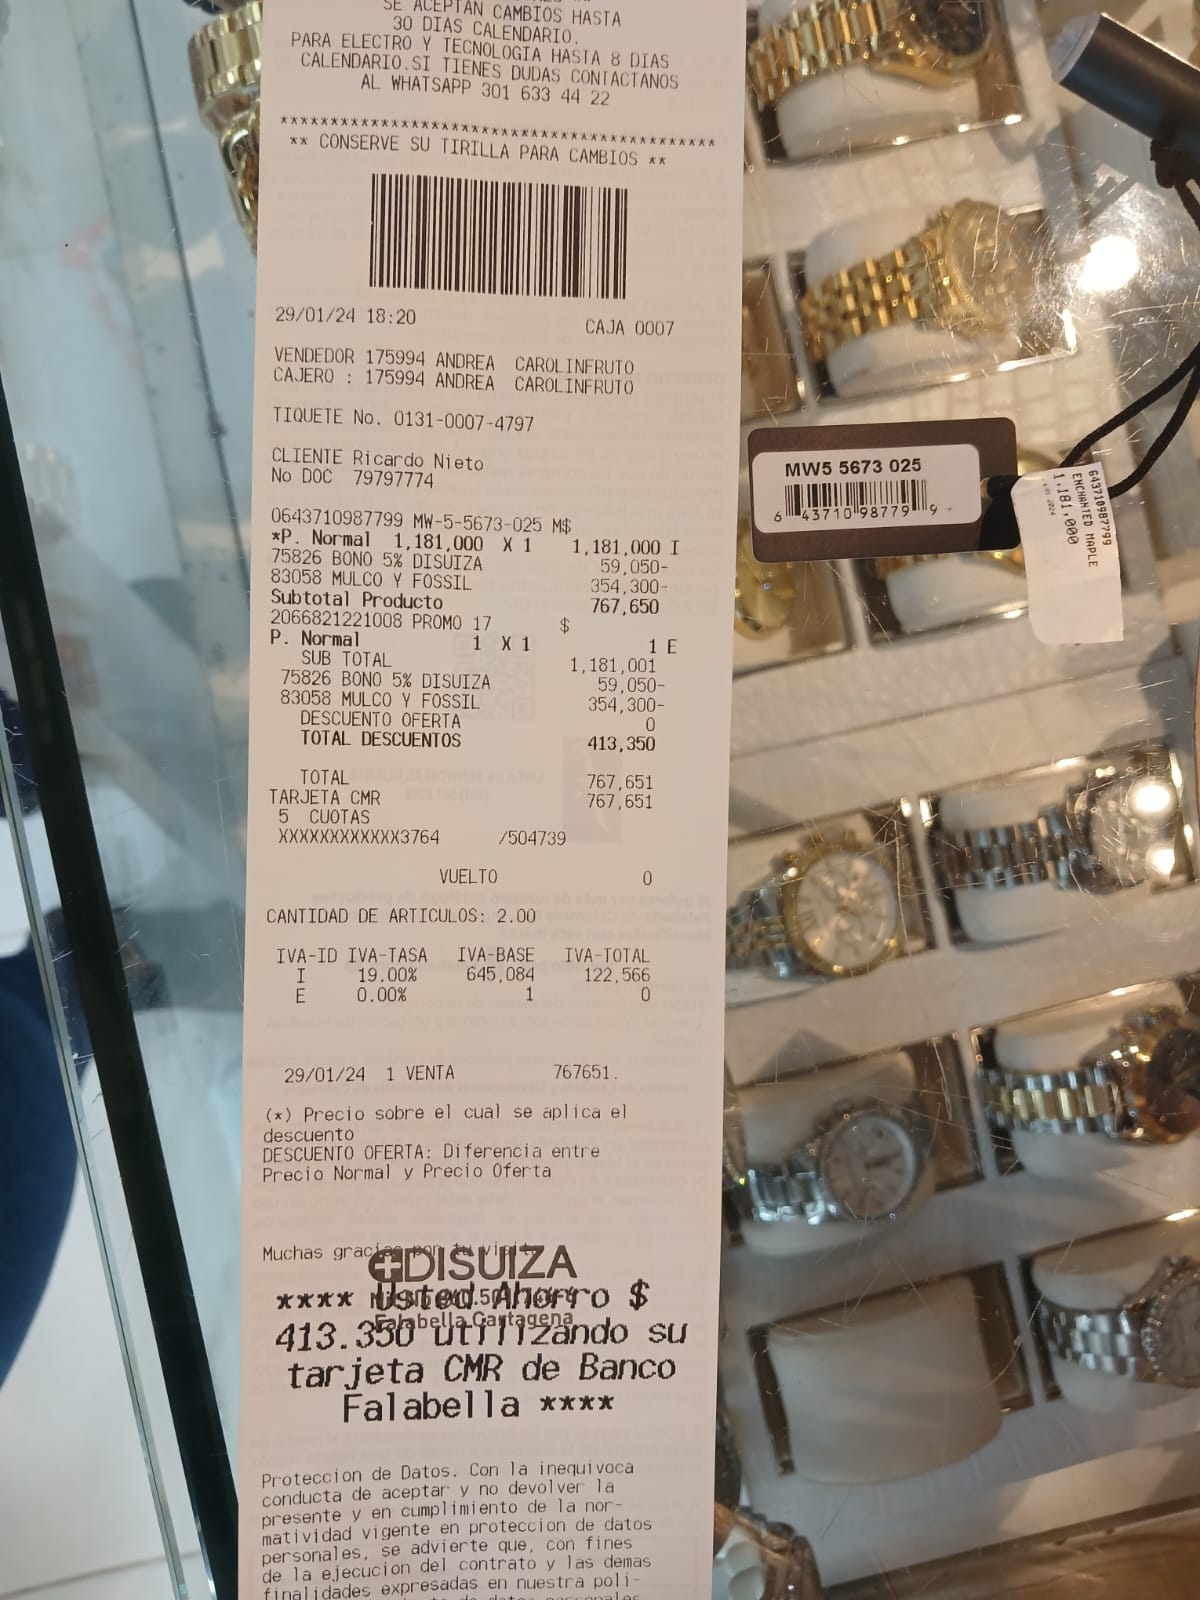 SE ACEPTAN CAMBIOS HASTA
30 DIAS CALENDARIO.
PARA ELECTRO Y TECNOLOGIA HASTA 8 DIAS
CALENDARIO.SI TIENES DUDAS CONTACTANOS
AL WHATSAPP 301 633 44 22
******************************************
** CONSERVE SU TIRILLA PARA CAMBIOS **
29/01/24 18:20 CAJA 0007
VENDEDOR 175994 ANDREA CAROLINFRUTO
CAJERO : 175994 ANDREA CAROLINFRUTO
TIQUETE No. 0131-0007-4797
CLIENTE Ricardo Nieto
No DOC 79797774
0643710987799 MW-5-5673-025 M$
*P. Normal 1,181,000 X 1 1,181,000 I
75826 BONO 5% DISUIZA 59,050-
83058 MULCO Y FOSSIL 354,300-
Subtotal Producto 767,650
2066821221008 PROMO 17 $
P. Normal 1 X 1 1 E
SUB TOTAL 1,181,001
75826 BONO 5% DISUIZA 59,050-
83058 MULCO Y FOSSIL 354,300-
DESCUENTO OFERTA 0
TOTAL DESCUENTOS 413,350
TOTAL 767,651
TARJETA CMR 767,651
5 CUOTAS
XXXXXXXXXXXX3764 /504739
VUELTO 0
CANTIDAD DE ARTICULOS: 2.00
IVA-ID IVA-TASA IVA-BASE IVA-TOTAL
I 19.00% 645,084 122,566
E 0.00% 1 0
29/01/24 1 VENTA 767651.
(*) Precio sobre el cual se aplica el
descuento
DESCUENTO OFERTA: Diferencia entre
Precio Normal y Precio Oferta
Muchas gracias por tu visit
DISUIZA
**** Usted Ahorro $
Falabella Cartagena
413.350 utilizando su
tarjeta CMR de Banco
Falabella ****
Proteccion de Datos. Con la inequivoca
conducta de aceptar y no devolver la
presente y en cumplimiento de la nor-
matividad vigente en proteccion de datos
personales, se advierte que, con fines
de la ejecucion del contrato y las demas
finalidades expresadas en nuestra poli-
MW5 5673 025
6 43710 98779 9
643710987799
ENCHANTED MAPLE
1.181,000